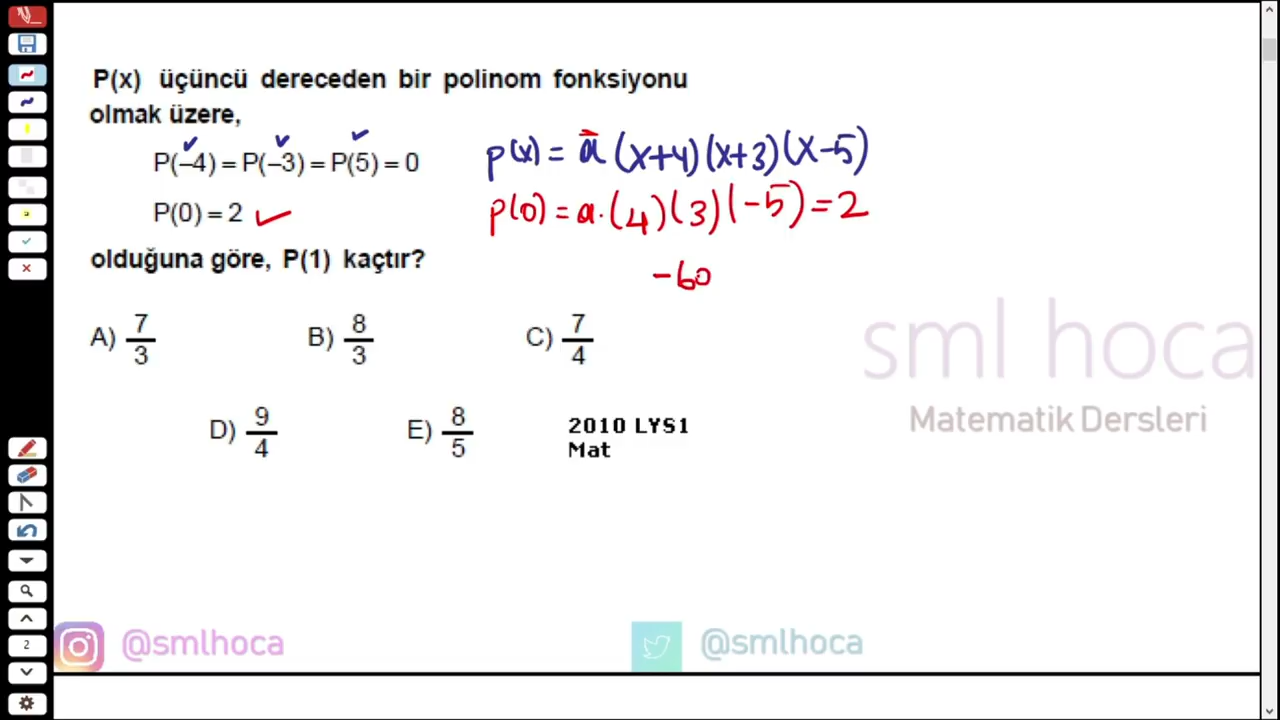 P(x) üçüncü dereceden bir polinom fonksiyonu
olmak üzere,
P(–4) = P(–3) = P(5) = 0
P(0) = 2
olduğuna göre, P(1) kaçtır?
A) 7/3 B) 8/3 C) 7/4
D) 9/4 E) 8/5
2010 LYS1
Mat
p(x) = a (x+4)(x+3)(x-5)
p(0) = a.(4)(3)(-5) = 2
-60
sml hoca
Matematik Dersleri
@smlhoca
@smlhoca
2